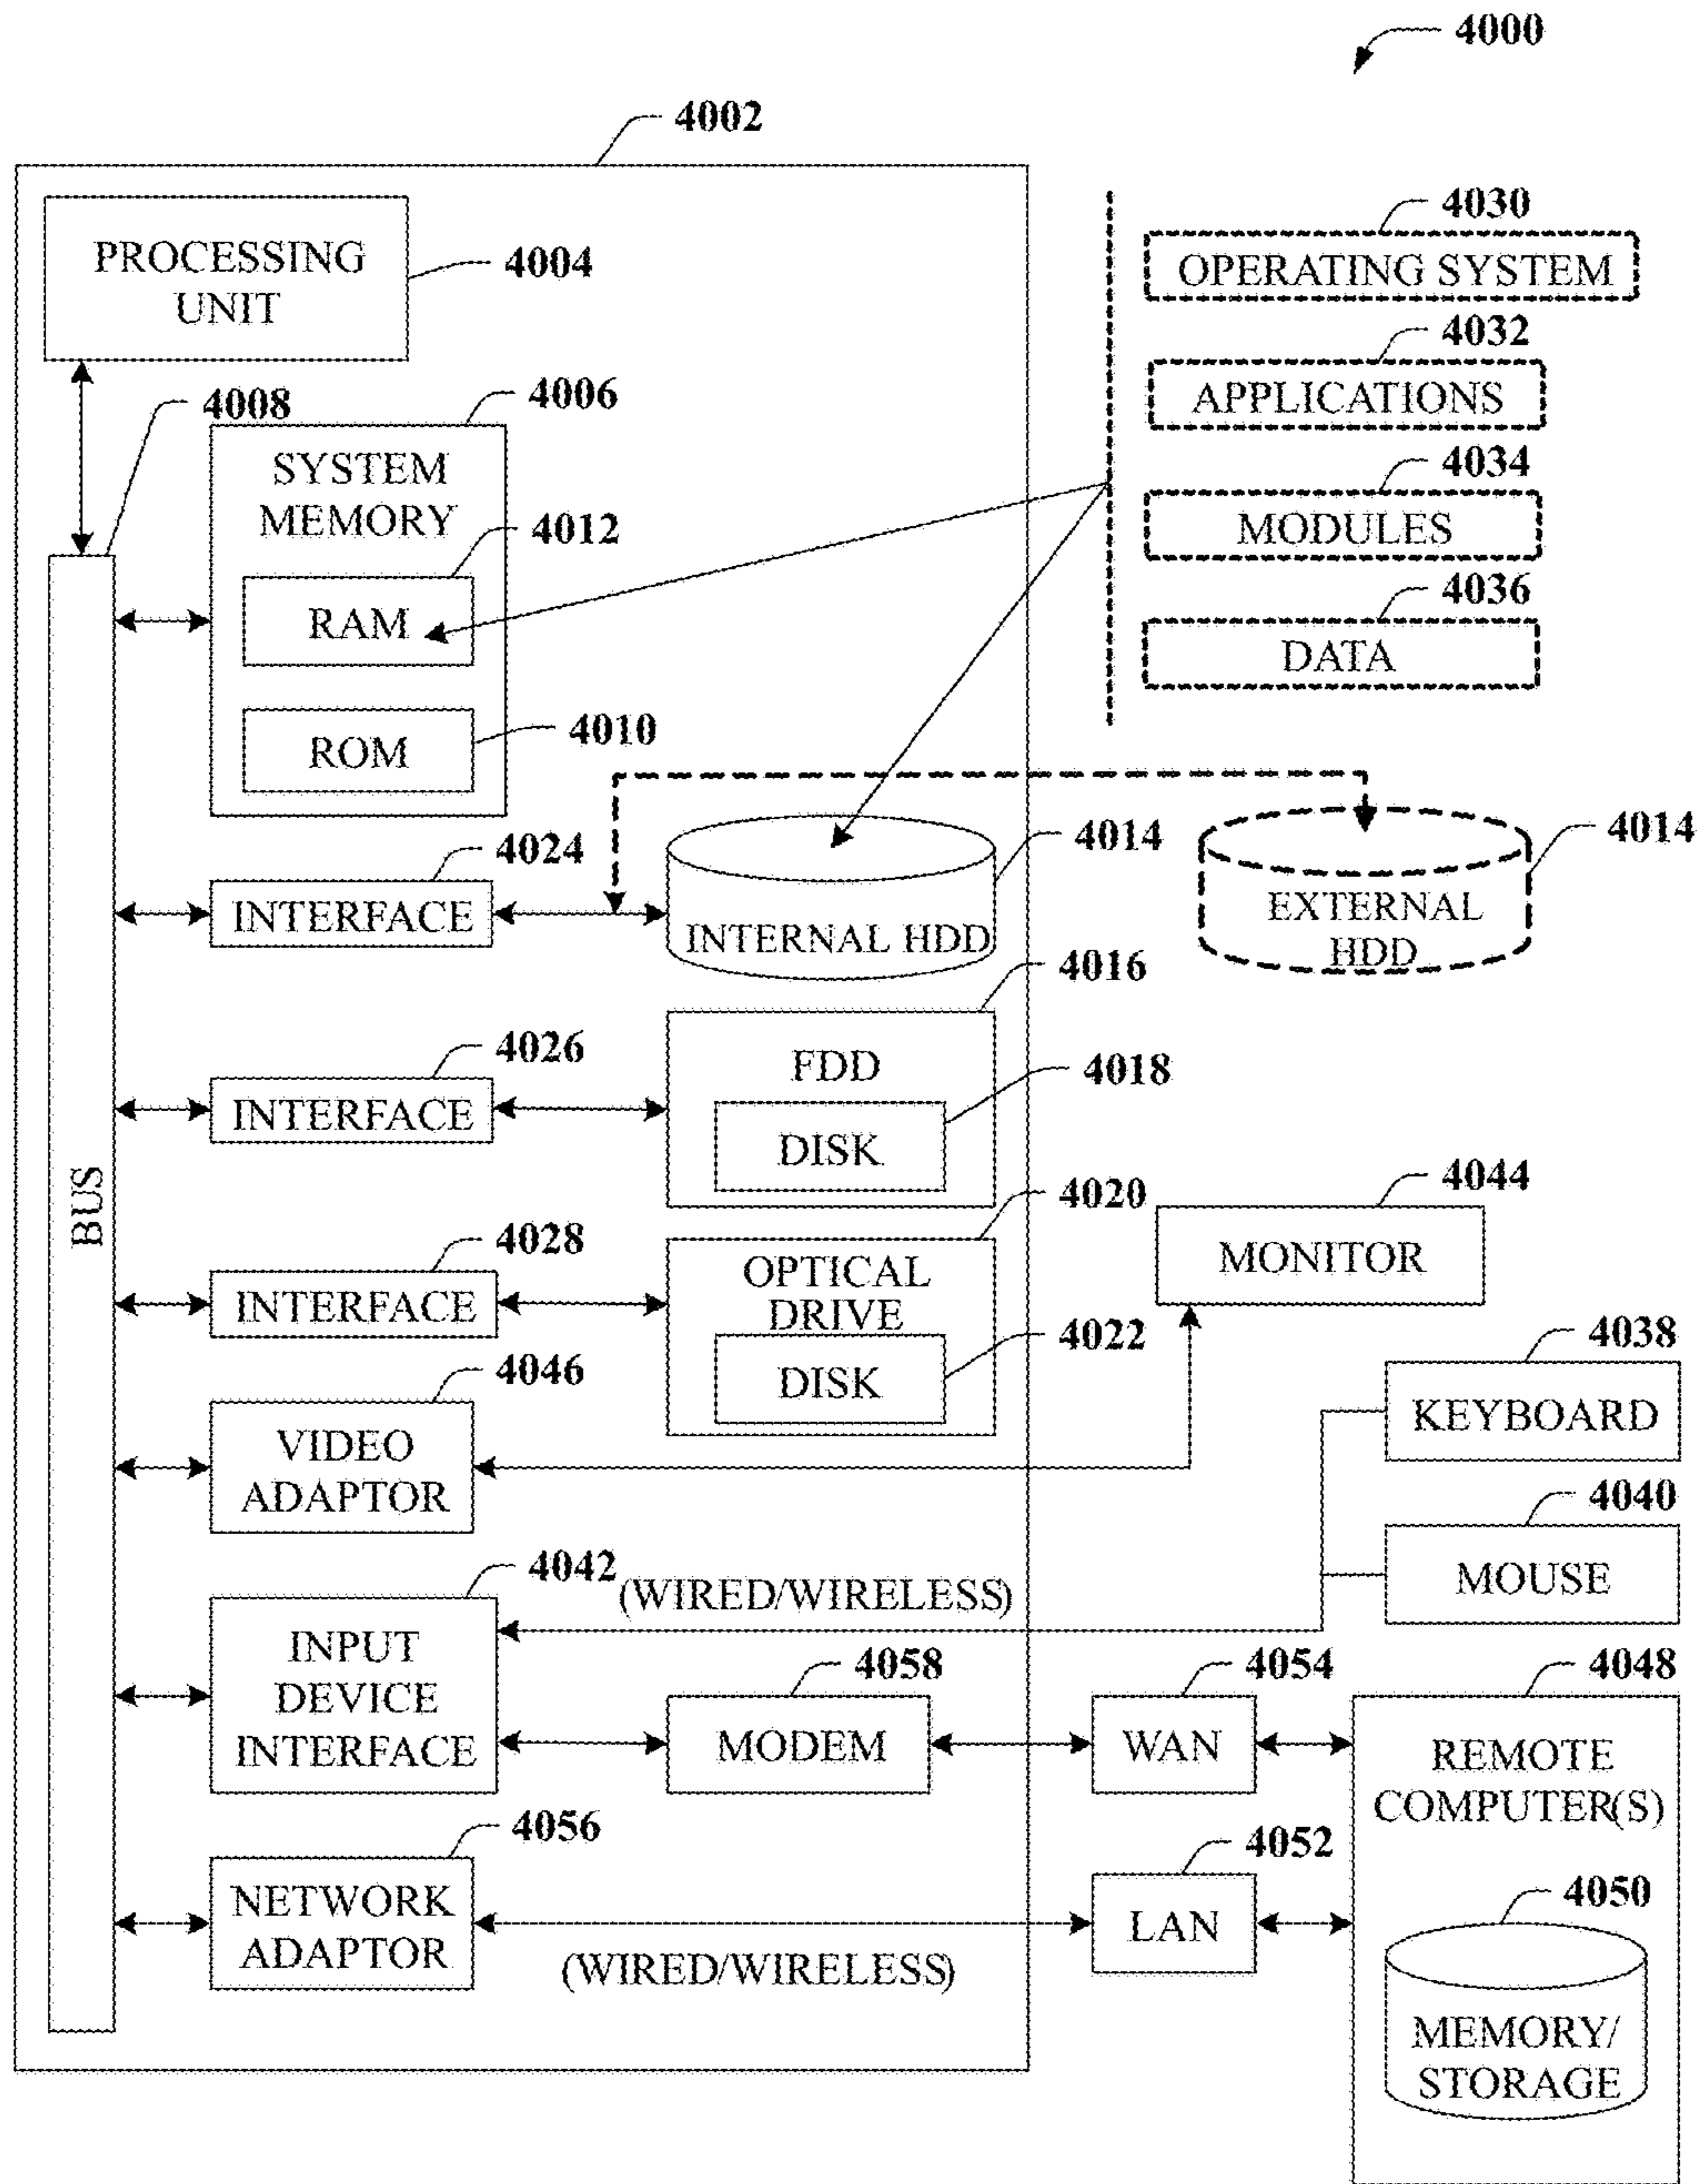 4000
4002
PROCESSING
UNIT
4004
4030
OPERATING SYSTEM
4032
APPLICATIONS
4034
MODULES
4036
DATA
4008
4006
SYSTEM
MEMORY
4012
RAM
4010
ROM
4024
INTERFACE
4014
INTERNAL HDD
4014
EXTERNAL
HDD
4016
4026
INTERFACE
FDD
4018
DISK
BUS
4020
4028
INTERFACE
OPTICAL
DRIVE
4022
DISK
4044
MONITOR
4046
VIDEO
ADAPTOR
4038
KEYBOARD
4040
MOUSE
4042
(WIRED/WIRELESS)
INPUT
DEVICE
INTERFACE
4058
MODEM
4054
WAN
4048
REMOTE
COMPUTER(S)
4056
NETWORK
ADAPTOR
(WIRED/WIRELESS)
4052
LAN
4050
MEMORY/
STORAGE